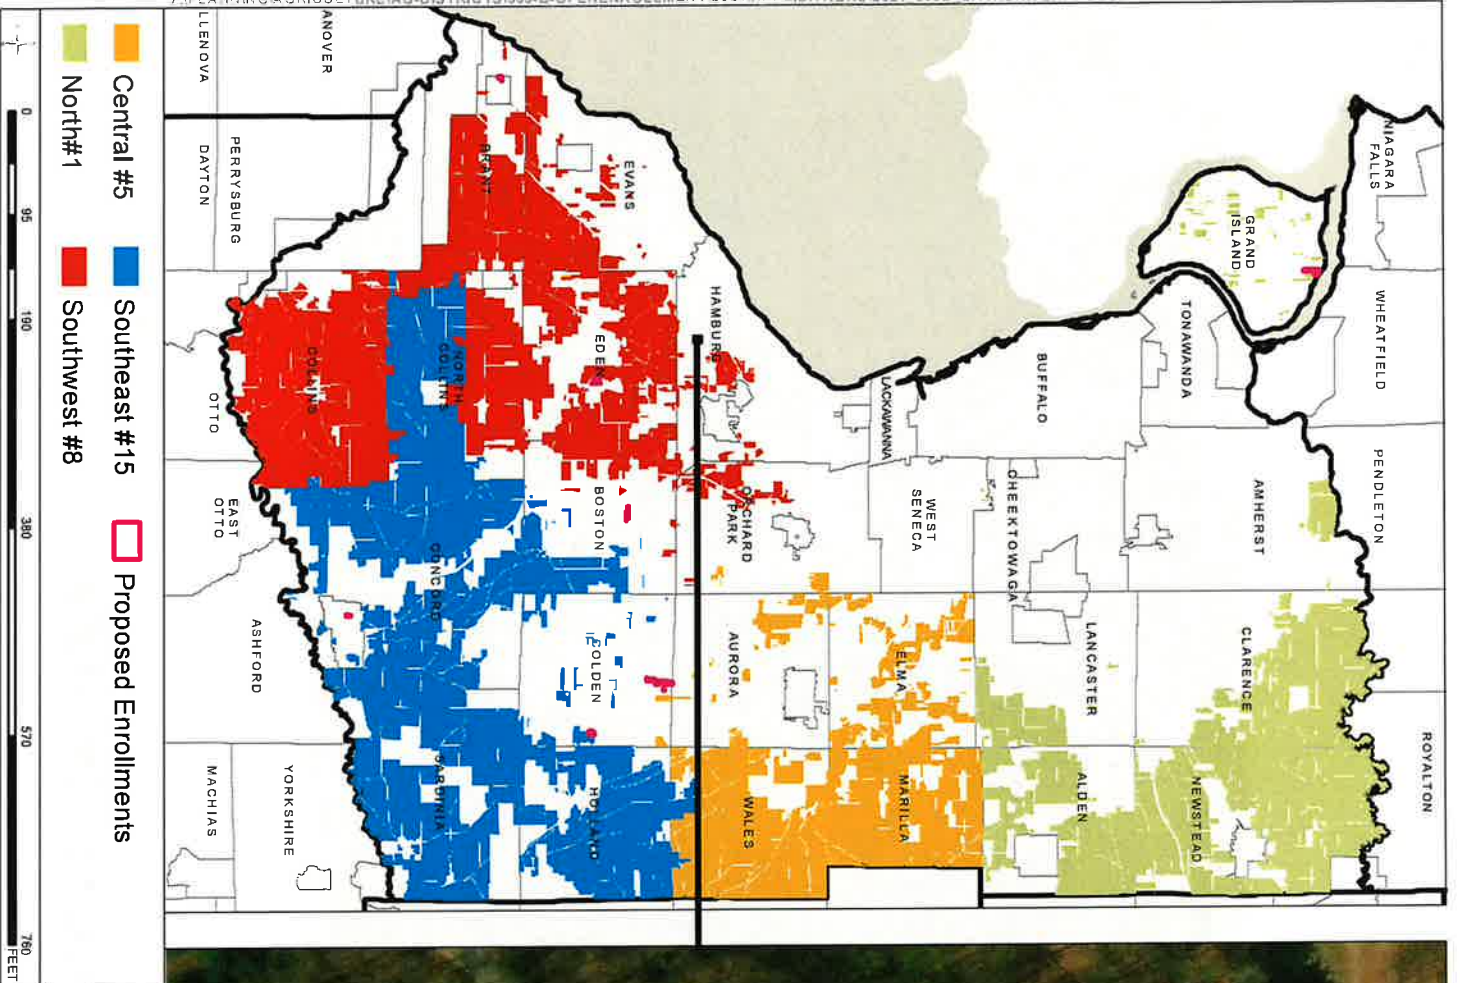 NIAGARA
FALLS
WHEATFIELD
PENDLETON
ROYALTON
GRAND
ISLAND
TONAWANDA
AMHERST
CLARENCE
NEWSTEAD
BUFFALO
CHEEKTOWAGA
LANCASTER
ALDEN
LACKAWANNA
WEST
SENECA
ELMA
MARILLA
HAMBURG
ORCHARD
PARK
AURORA
WALES
EVANS
EDEN
BOSTON
COLDEN
HOLLAND
BRANT
NORTH
COLLINS
CONCORD
SARDINIA
COLLINS
ANOVER
LLENOVA
PERRYSBURG
DAYTON
OTTO
EAST
OTTO
ASHFORD
YORKSHIRE
MACHIAS
Central #5
Southeast #15
Proposed Enrollments
North#1
Southwest #8
0 95 190 380 570 760
FEET